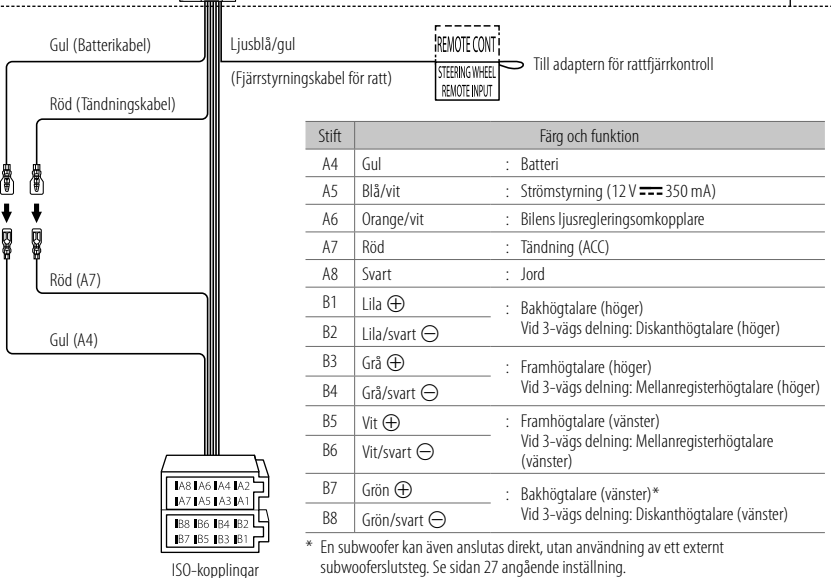 Gul (Batterikabel)
Ljusblå/gul
(Fjärrstyrningskabel för ratt)
REMOTE CONT
STEERING WHEEL
REMOTE INPUT
Till adaptern för rattfjärrkontroll
Röd (Tändningskabel)
Röd (A7)
Gul (A4)
Stift Färg och funktion
A4 Gul : Batteri
A5 Blå/vit : Strömstyrning (12 V ⎓ 350 mA)
A6 Orange/vit : Bilens ljusregleringsomkopplare
A7 Röd : Tändning (ACC)
A8 Svart : Jord
B1 Lila ⊕ : Bakhögtalare (höger)
B2 Lila/svart ⊖ Vid 3-vägs delning: Diskanthögtalare (höger)
B3 Grå ⊕ : Framhögtalare (höger)
B4 Grå/svart ⊖ Vid 3-vägs delning: Mellanregisterhögtalare (höger)
B5 Vit ⊕ : Framhögtalare (vänster)
B6 Vit/svart ⊖ Vid 3-vägs delning: Mellanregisterhögtalare
(vänster)
B7 Grön ⊕ : Bakhögtalare (vänster)*
B8 Grön/svart ⊖ Vid 3-vägs delning: Diskanthögtalare (vänster)
* En subwoofer kan även anslutas direkt, utan användning av ett externt
subwooferslutsteg. Se sidan 27 angående inställning.
A8 A6 A4 A2
A7 A5 A3 A1
B8 B6 B4 B2
B7 B5 B3 B1
ISO-kopplingar